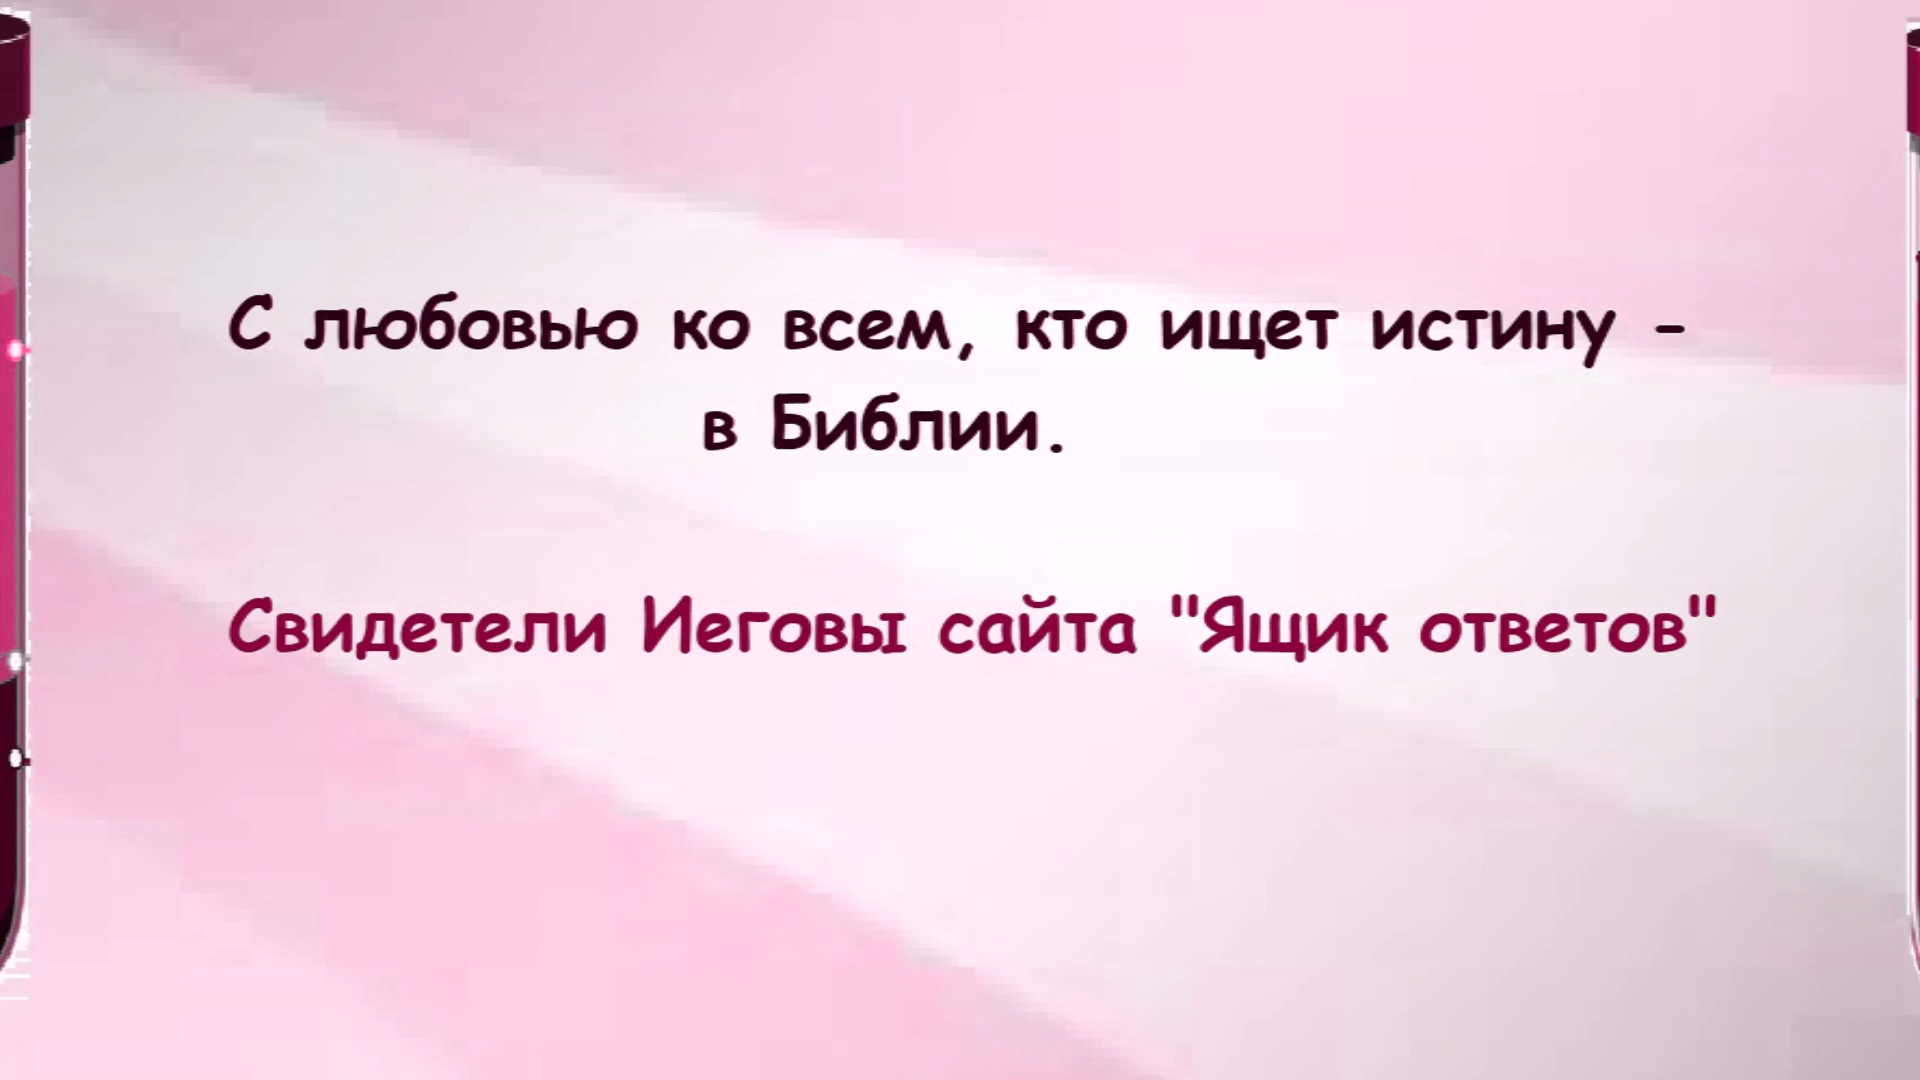 С любовью ко всем, кто ищет истину -
в Библии.
Свидетели Иеговы сайта "Ящик ответов"